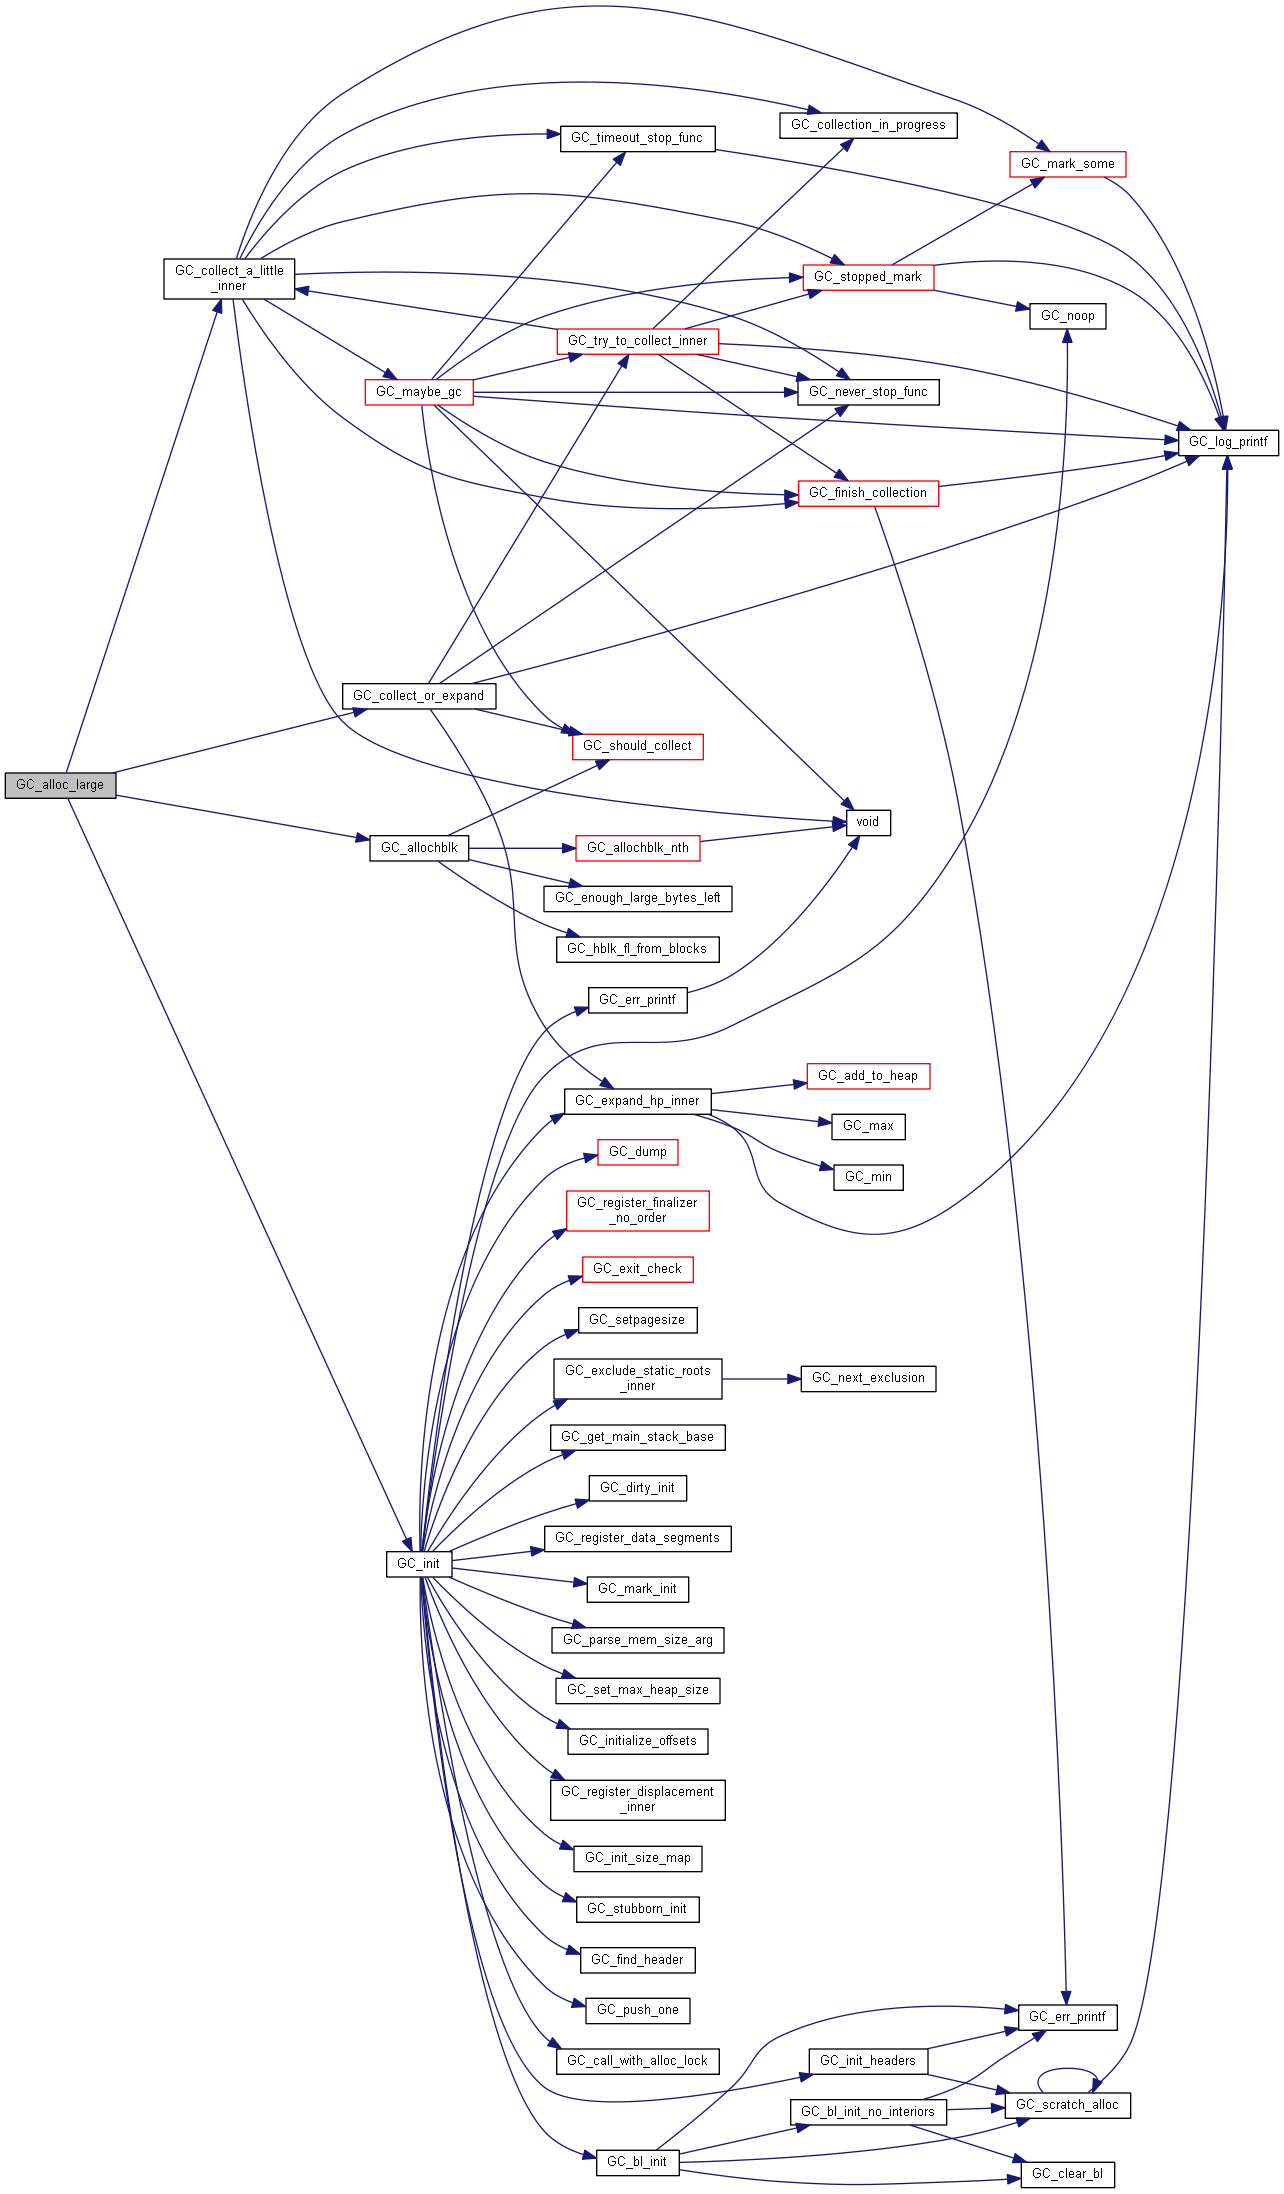 GC_collection_in_progress
GC_timeout_stop_func
GC_mark_some
GC_collect_a_little
_inner
GC_stopped_mark
GC_noop
GC_try_to_collect_inner
GC_maybe_gc
GC_never_stop_func
GC_log_printf
GC_finish_collection
GC_collect_or_expand
GC_should_collect
GC_alloc_large
void
GC_allochblk
GC_allochblk_nth
GC_enough_large_bytes_left
GC_hblk_fl_from_blocks
GC_err_printf
GC_add_to_heap
GC_expand_hp_inner
GC_max
GC_dump
GC_min
GC_register_finalizer
_no_order
GC_exit_check
GC_setpagesize
GC_exclude_static_roots
_inner
GC_next_exclusion
GC_get_main_stack_base
GC_dirty_init
GC_register_data_segments
GC_init
GC_mark_init
GC_parse_mem_size_arg
GC_set_max_heap_size
GC_initialize_offsets
GC_register_displacement
_inner
GC_init_size_map
GC_stubborn_init
GC_find_header
GC_push_one
GC_err_printf
GC_call_with_alloc_lock
GC_init_headers
GC_scratch_alloc
GC_bl_init_no_interiors
GC_bl_init
GC_clear_bl